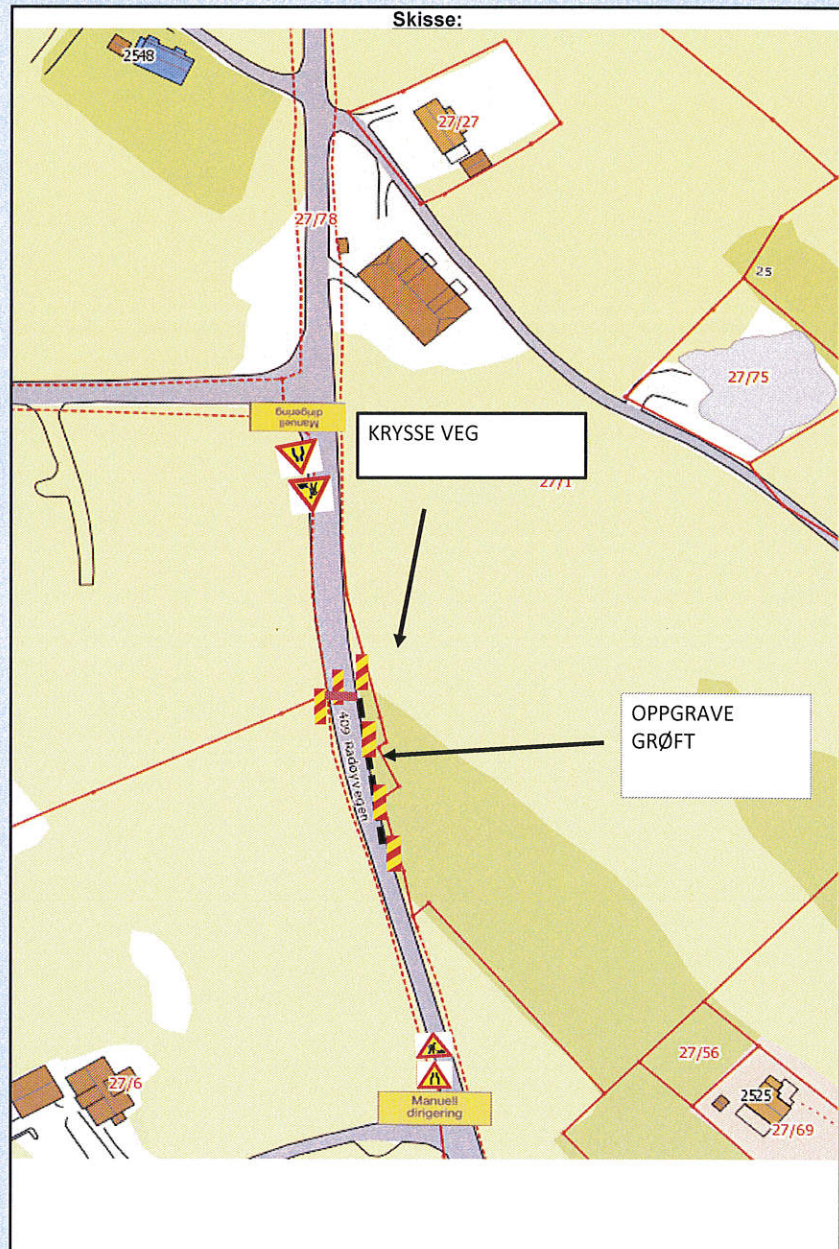 Skisse:
2548
27/27
27/78
25
27/75
Manuell
dirigering
KRYSSE VEG
27/1
OPPGRAVE
GRØFT
409 Radøyvegen
27/56
27/6
2525
27/69
Manuell
dirigering